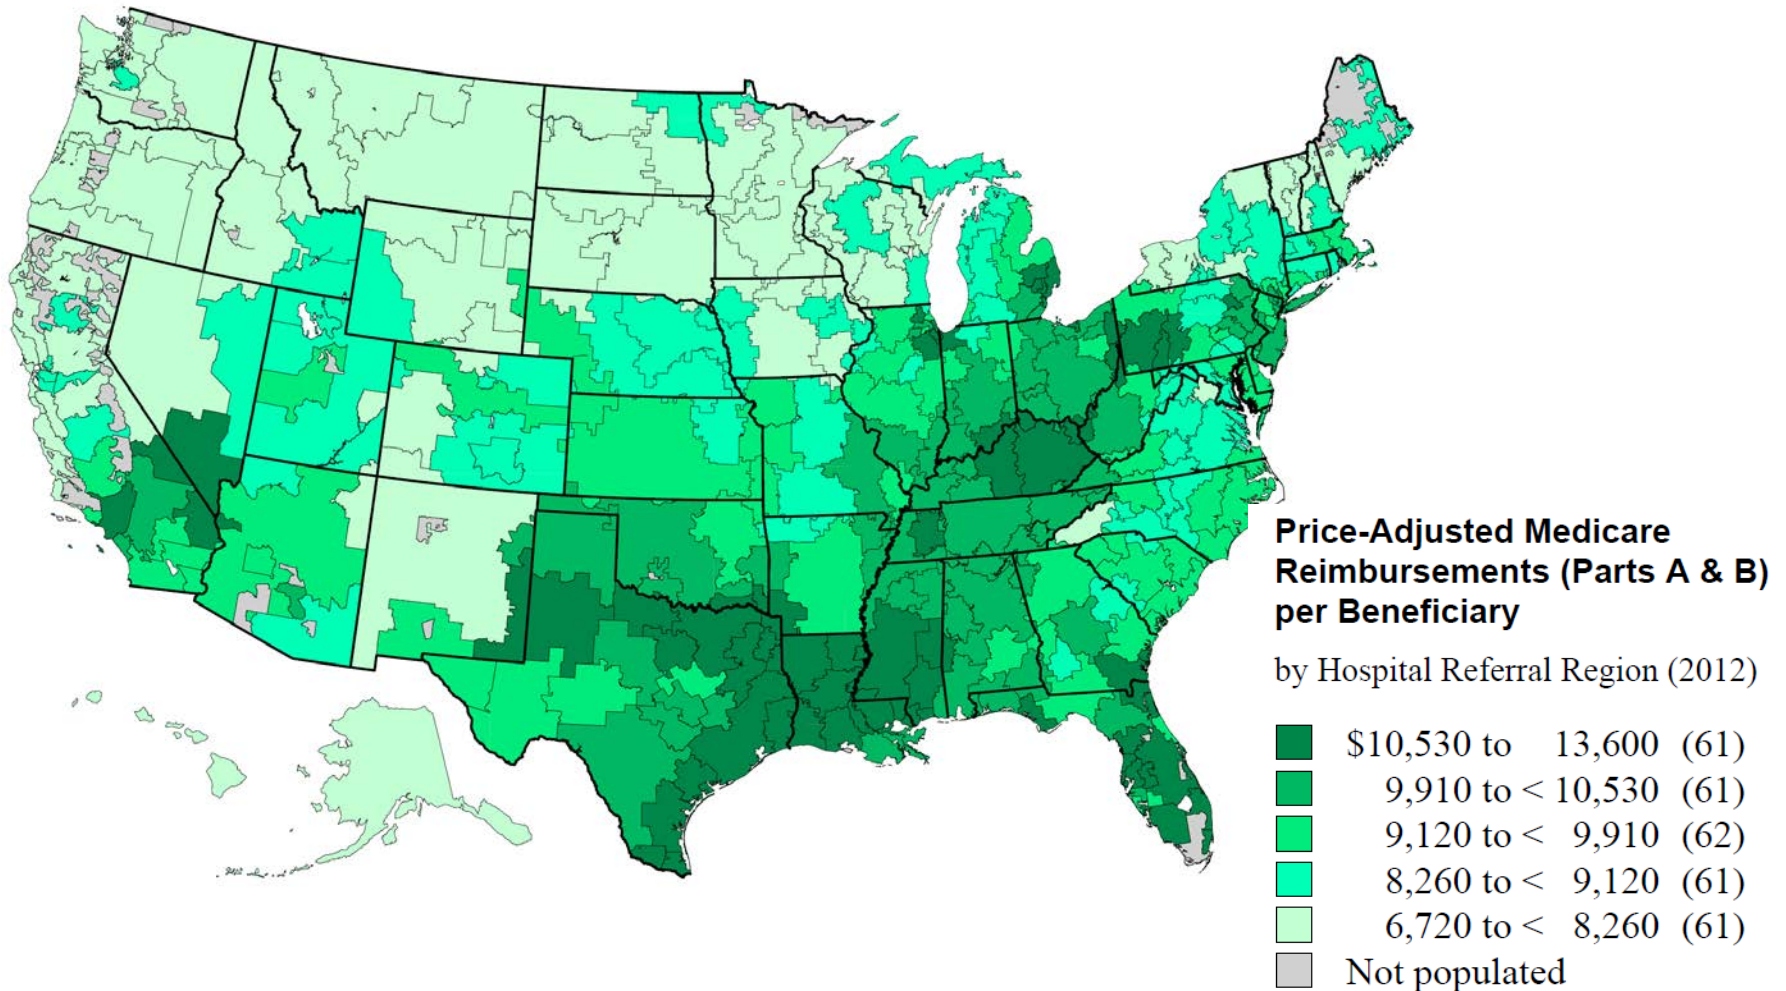 Price-Adjusted Medicare
Reimbursements (Parts A & B)
per Beneficiary
by Hospital Referral Region (2012)
$10,530 to 13,600 (61)
9,910 to < 10,530 (61)
9,120 to < 9,910 (62)
8,260 to < 9,120 (61)
6,720 to < 8,260 (61)
Not populated